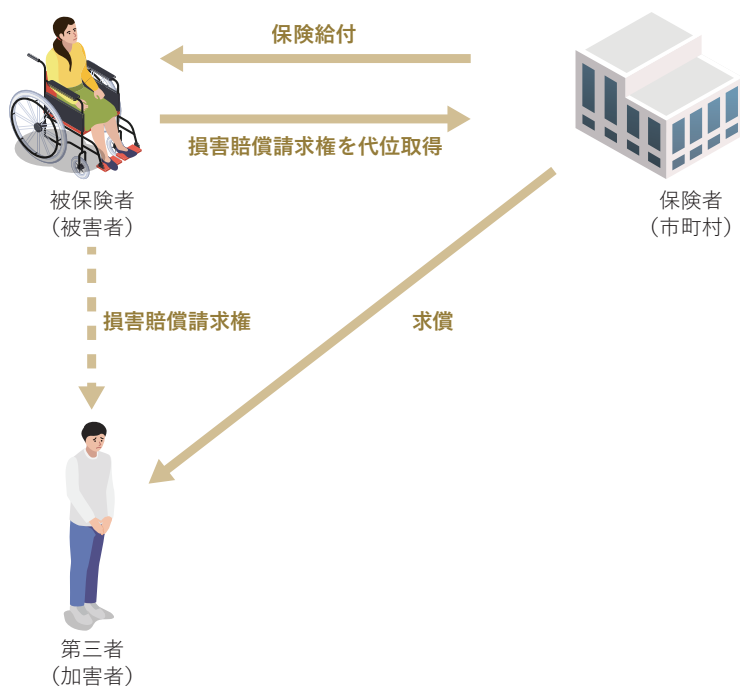 保険給付
損害賠償請求権を代位取得
被保険者
（被害者）
保険者
（市町村）
損害賠償請求権
求償
第三者
（加害者）